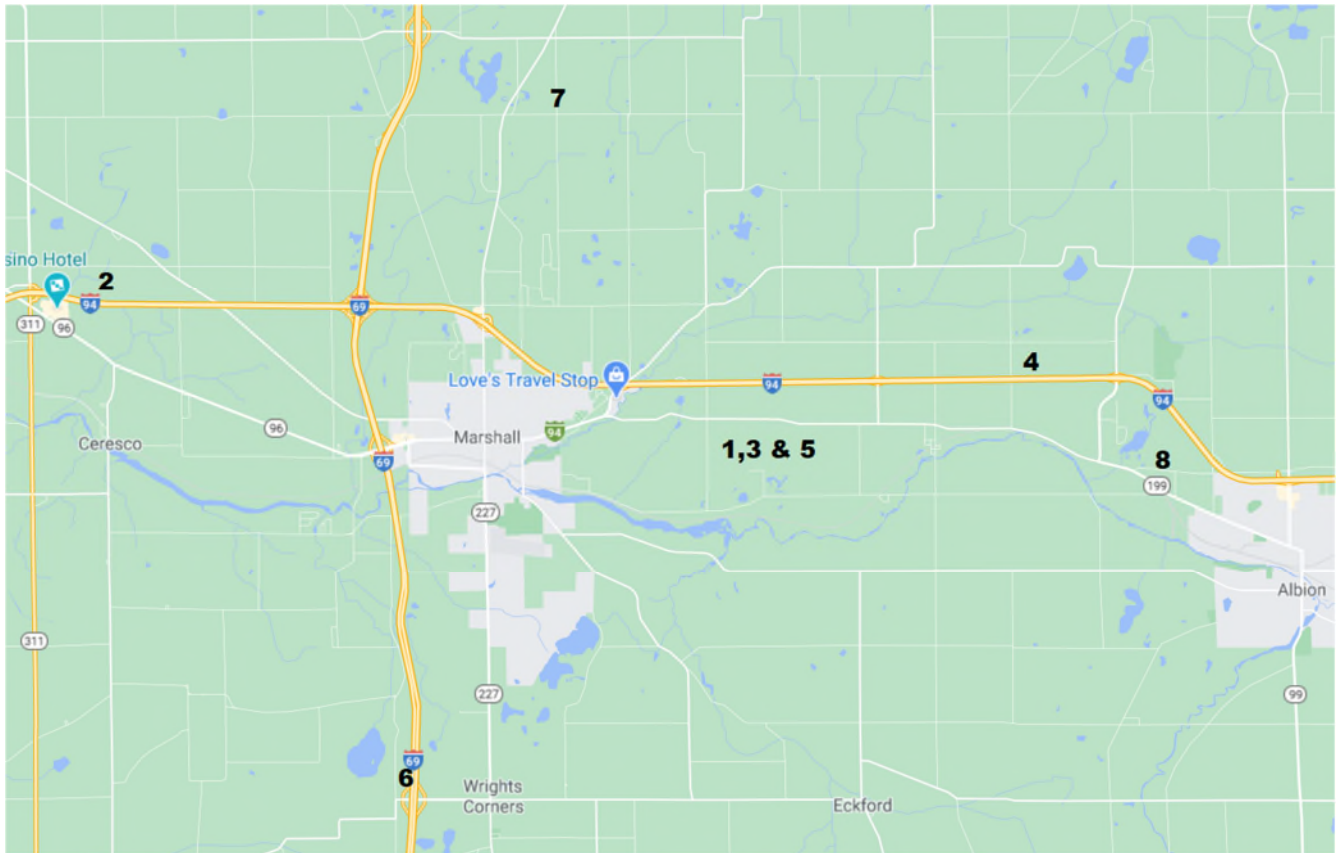 7
sino Hotel
2
94
69
311
96
4
Love's Travel Stop
94
94
96
Marshall
94
Ceresco
1,3 & 5
69
8
199
227
Albion
311
227
99
69
6
Wrights
Corners
Eckford